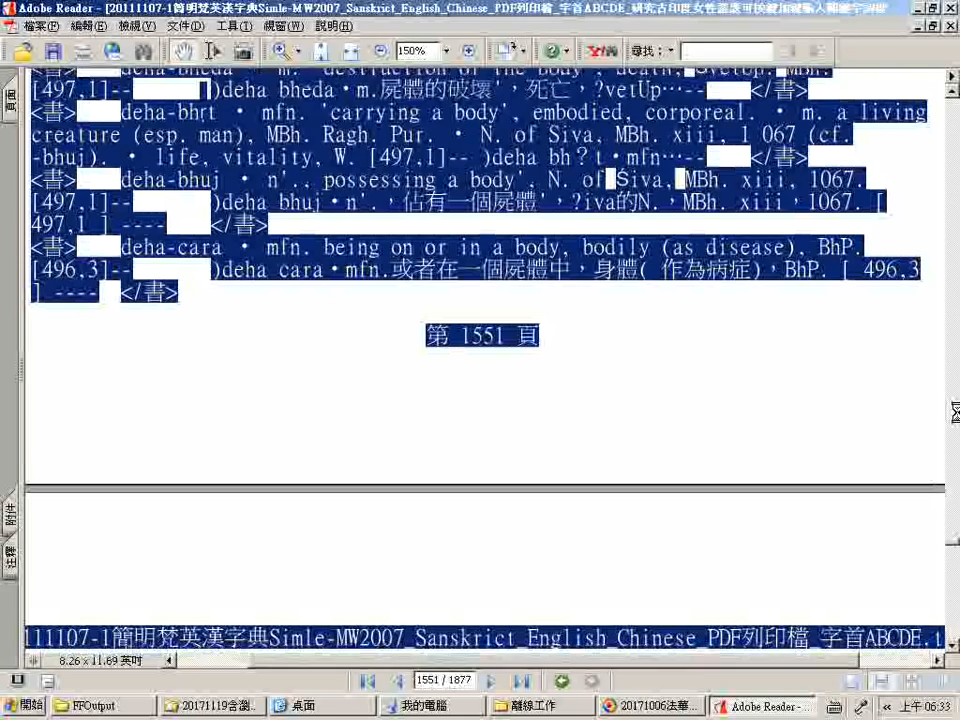 Adobe Reader - [20111107-1簡明梵英漢字典Simle-MW2007_Sanskrict_English_Chinese_PDF列印檔_字首ABCDE_研究古印度女性
檔案(F) 編輯(E) 檢視(V) 文件(D) 工具(T) 視窗(W) 說明(H)
150% Y! 尋找:
頁面
<書> deha-bheda m. 'destruction of the body', death, ŚvetUp. MBh.
[497,1]-- )deha bheda·m.屍體的破壞',死亡,?vetUp…-- </書>
<書> deha-bhṛt · mfn. 'carrying a body', embodied, corporeal. · m. a living
creature (esp. man), MBh. Ragh. Pur. · N. of Siva, MBh. xiii, 1 067 (cf.
-bhuj). · life, vitality, W. [497,1]-- )deha bh?t·mfn…-- </書>
<書> deha-bhuj · n'., possessing a body', N. of Śiva, MBh. xiii, 1067.
[497,1]-- )deha bhuj·n'.,佔有一個屍體',?iva的N.,MBh. xiii,1067. [
497,1 ] ---- </書>
<書> deha-cara · mfn. being on or in a body, bodily (as disease), BhP.
[496,3]-- )deha cara·mfn.或者在一個屍體中,身體( 作為病症),BhP. [ 496,3
] ---- </書>
第 1551 頁
附件
注釋
111107-1簡明梵英漢字典Simle-MW2007_Sanskrict_English_Chinese_PDF列印檔_字首ABCDE.t
8.26 x 11.69 英吋
1551 / 1877
開始 FFOutput 20171119含瀏... 桌面 我的電腦 離線工作 20171006法華... Adobe Reader - ... « 上午 06:33